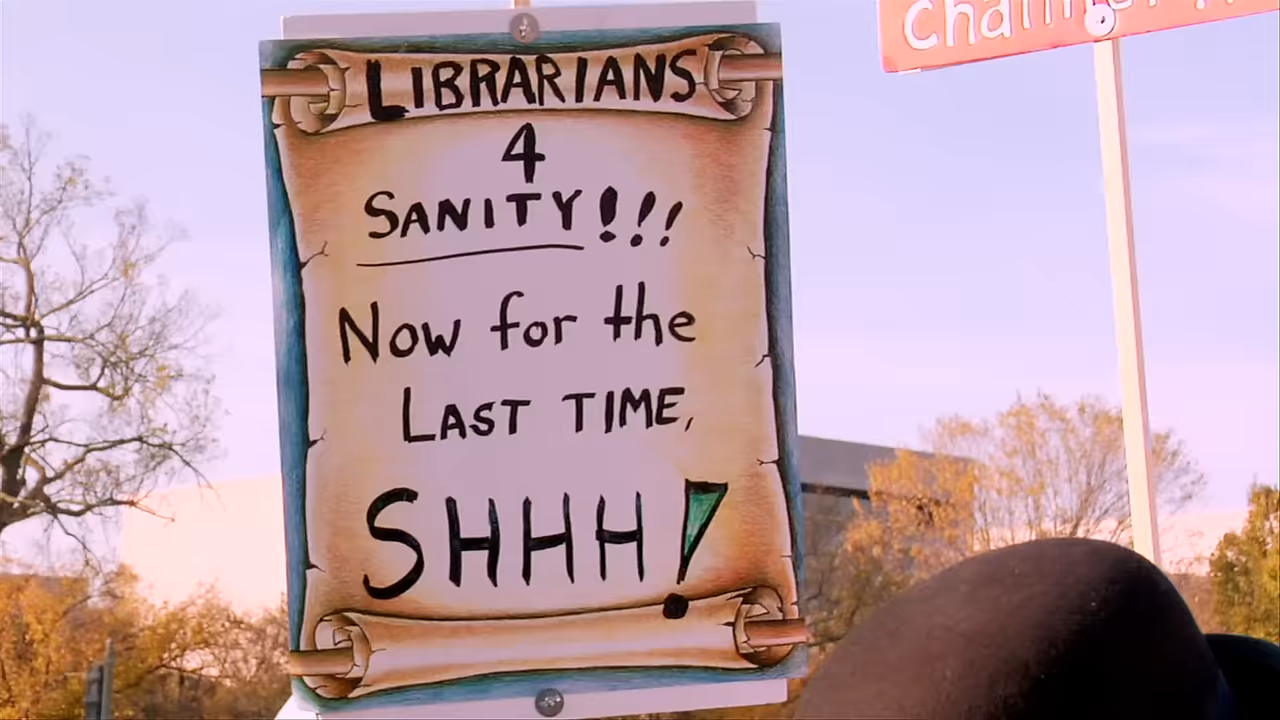 LIBRARIANS
4
SANITY!!!
Now for the
LAST TIME,
SHHH!